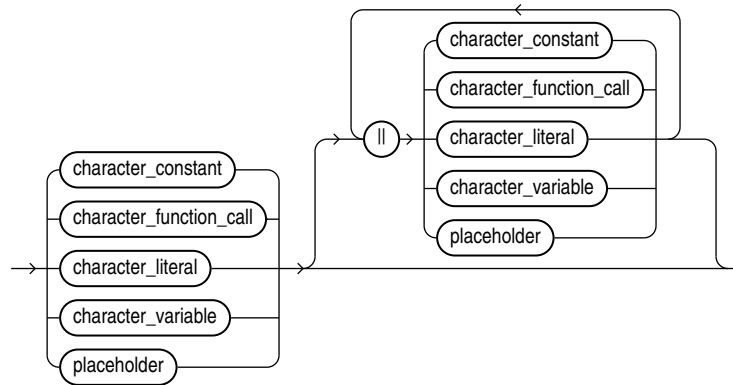 character_constant
character_function_call
||
character_literal
character_variable
placeholder
character_constant
character_function_call
character_literal
character_variable
placeholder